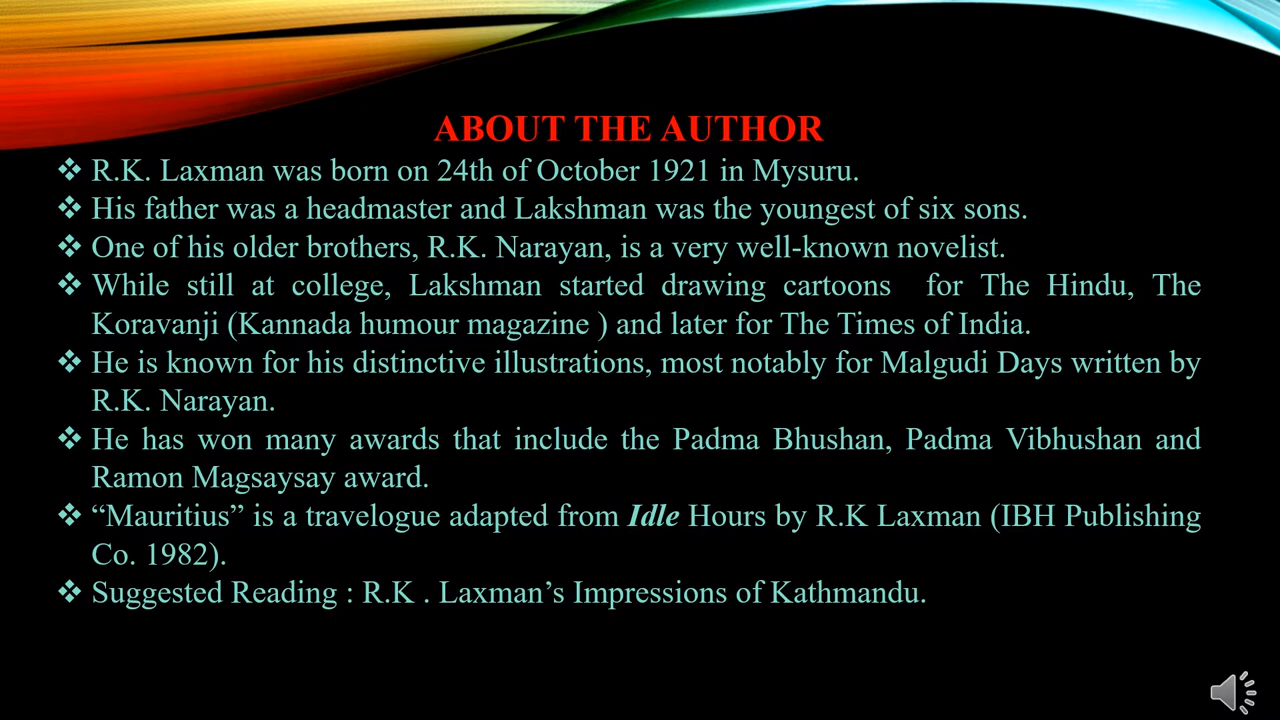 ABOUT THE AUTHOR
❖ R.K. Laxman was born on 24th of October 1921 in Mysuru.
❖ His father was a headmaster and Lakshman was the youngest of six sons.
❖ One of his older brothers, R.K. Narayan, is a very well-known novelist.
❖ While still at college, Lakshman started drawing cartoons for The Hindu, The
Koravanji (Kannada humour magazine ) and later for The Times of India.
❖ He is known for his distinctive illustrations, most notably for Malgudi Days written by
R.K. Narayan.
❖ He has won many awards that include the Padma Bhushan, Padma Vibhushan and
Ramon Magsaysay award.
❖ “Mauritius” is a travelogue adapted from Idle Hours by R.K Laxman (IBH Publishing
Co. 1982).
❖ Suggested Reading : R.K . Laxman’s Impressions of Kathmandu.